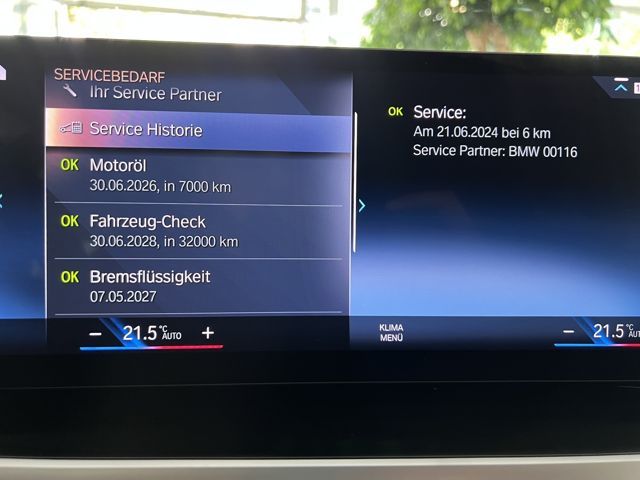 SERVICEBEDARF
Ihr Service Partner
Service Historie
OK Motoröl
30.06.2026, in 7000 km
OK Fahrzeug-Check
30.06.2028, in 32000 km
OK Bremsflüssigkeit
07.05.2027
OK Service:
Am 21.06.2024 bei 6 km
Service Partner: BMW 00116
− 21.5 °C AUTO +
KLIMA
MENÜ
− 21.5 °C